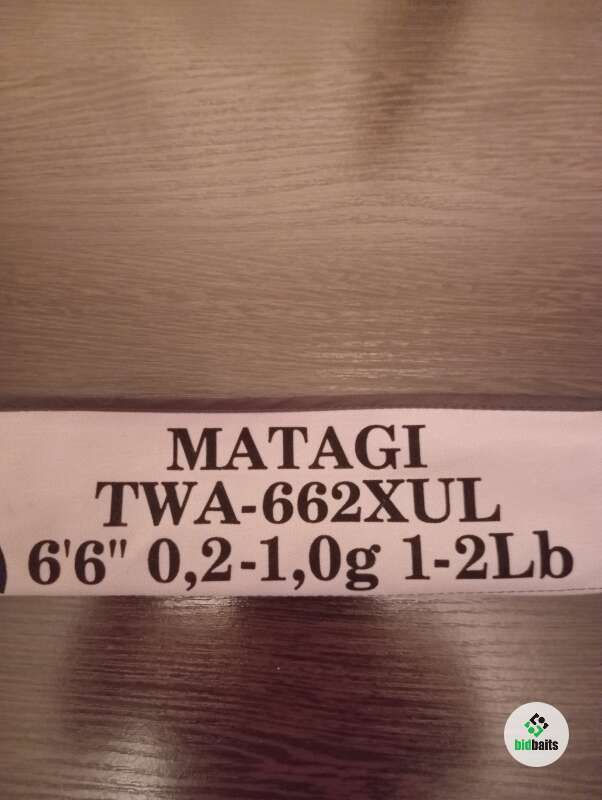 MATAGI
TWA-662XUL
6'6" 0,2-1,0g 1-2Lb
bidbaits